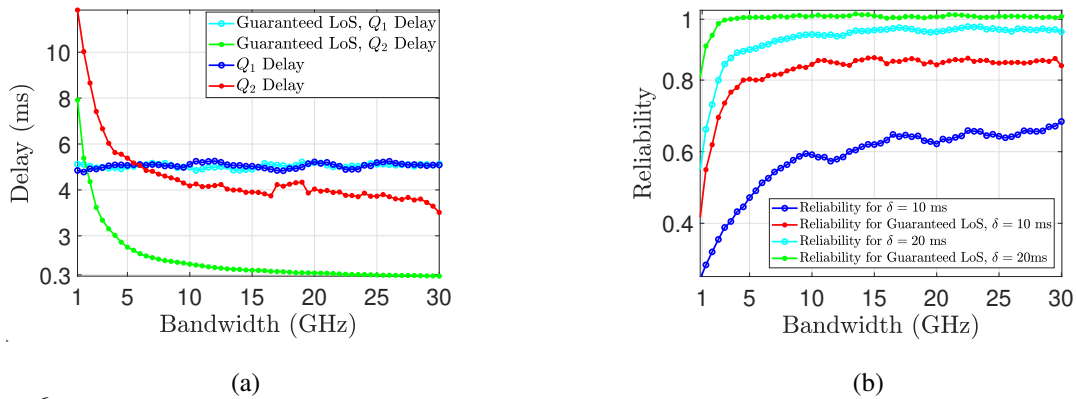 Delay (ms)
10
8
6
4
3
0.3
1
5
10
15
20
25
30
Bandwidth (GHz)
Guaranteed LoS, Q1 Delay
Guaranteed LoS, Q2 Delay
Q1 Delay
Q2 Delay
(a)
Reliability
1
0.8
0.6
0.4
1
5
10
15
20
25
30
Bandwidth (GHz)
Reliability for δ = 10 ms
Reliability for Guaranteed LoS, δ = 10 ms
Reliability for δ = 20 ms
Reliability for Guaranteed LoS, δ = 20ms
(b)